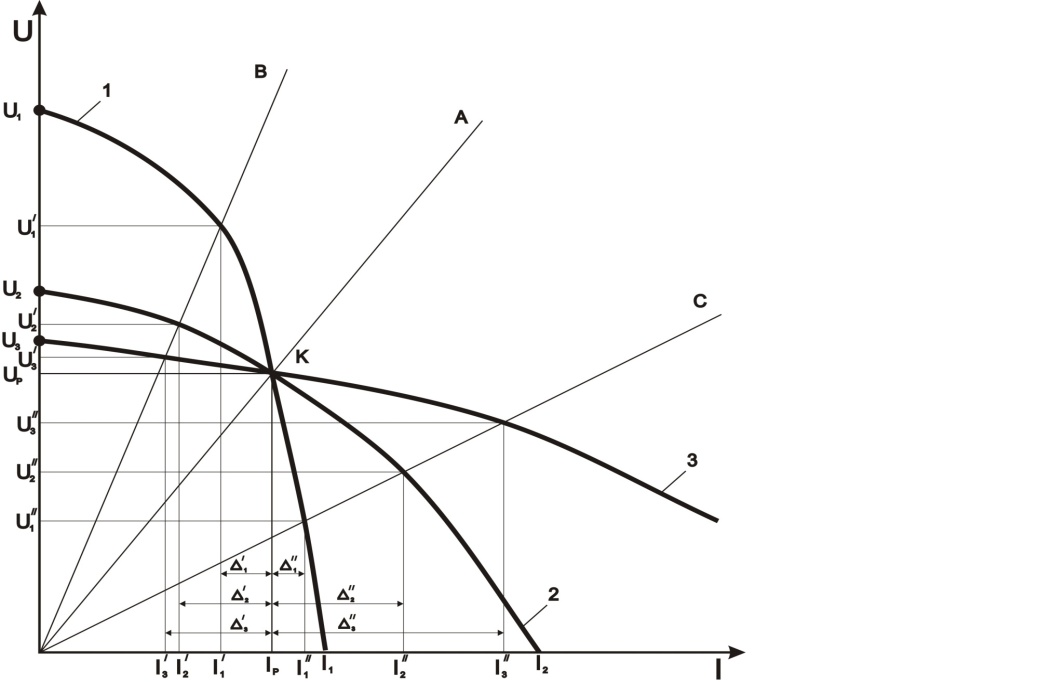 U
B
1
A
U₁
U₁′
C
U₂
U₂′
U₃
U₃′
K
Uₚ
U₃″
U₂″
3
U₁″
Δ₁′ Δ₁″
Δ₂′ Δ₂″
2
Δ₃′ Δ₃″
I₃′ I₂′ I₁′ Iₚ I₁″ I₁ I₂″ I₃″ I₂ I